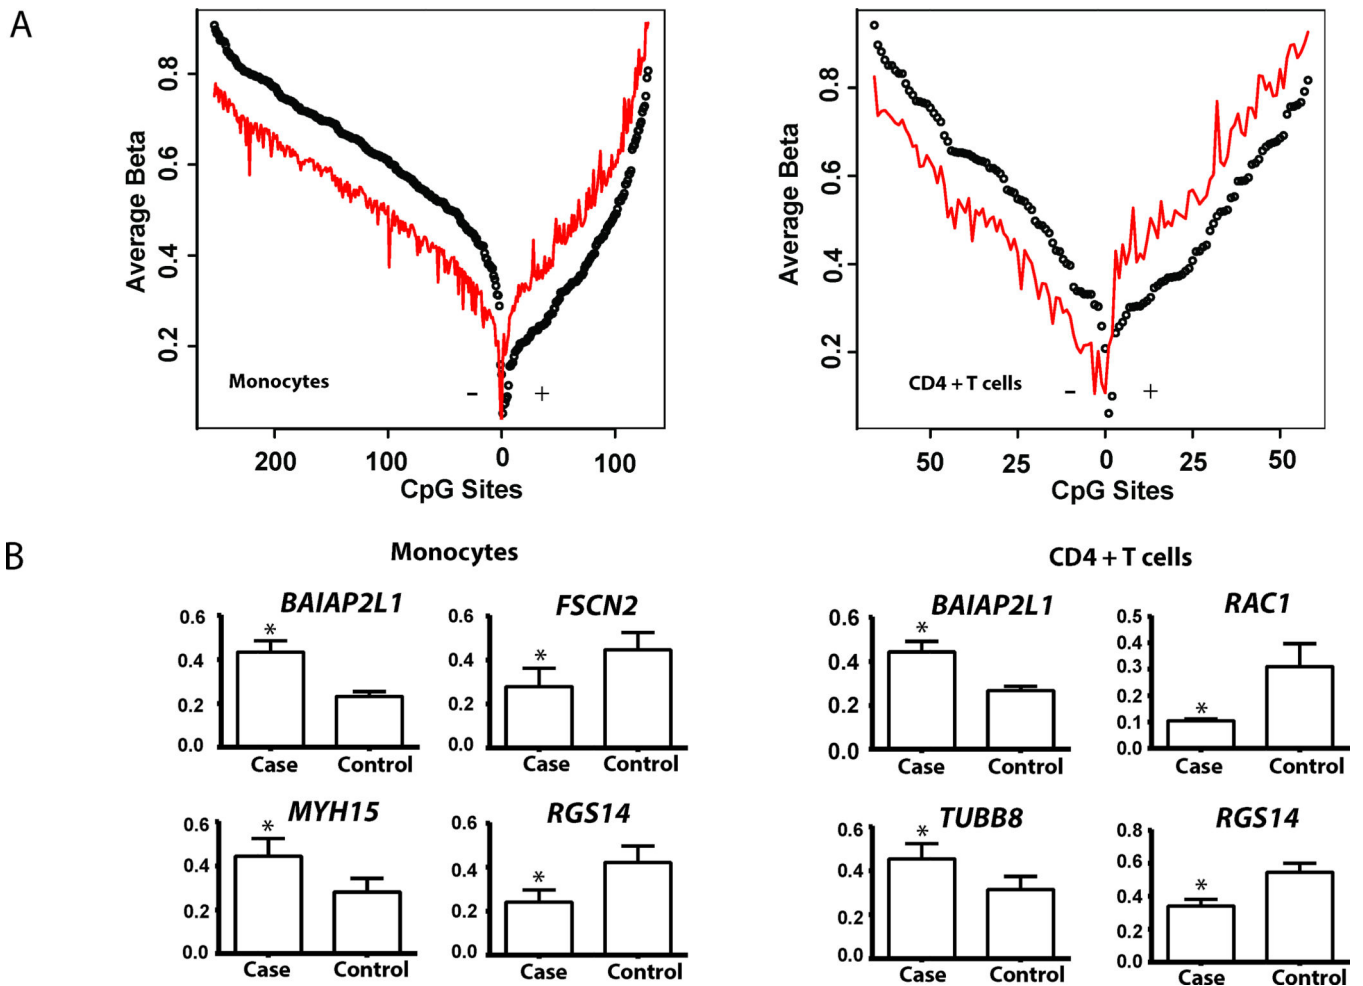 A
Average Beta
0.8
0.6
0.4
0.2
Monocytes
- +
200 100 0 100
CpG Sites
Average Beta
0.8
0.6
0.4
0.2
CD4 + T cells
- +
50 25 0 25 50
CpG Sites
B
Monocytes
BAIAP2L1
0.6
0.4
0.2
0.0
*
Case Control
FSCN2
0.6
0.4
0.2
0.0
*
Case Control
MYH15
0.6
0.4
0.2
0.0
*
Case Control
RGS14
0.6
0.4
0.2
0.0
*
Case Control
CD4 + T cells
BAIAP2L1
0.6
0.4
0.2
0.0
*
Case Control
RAC1
0.5
0.4
0.3
0.2
0.1
0.0
*
Case Control
TUBB8
0.6
0.4
0.2
0.0
*
Case Control
RGS14
0.8
0.6
0.4
0.2
0.0
*
Case Control